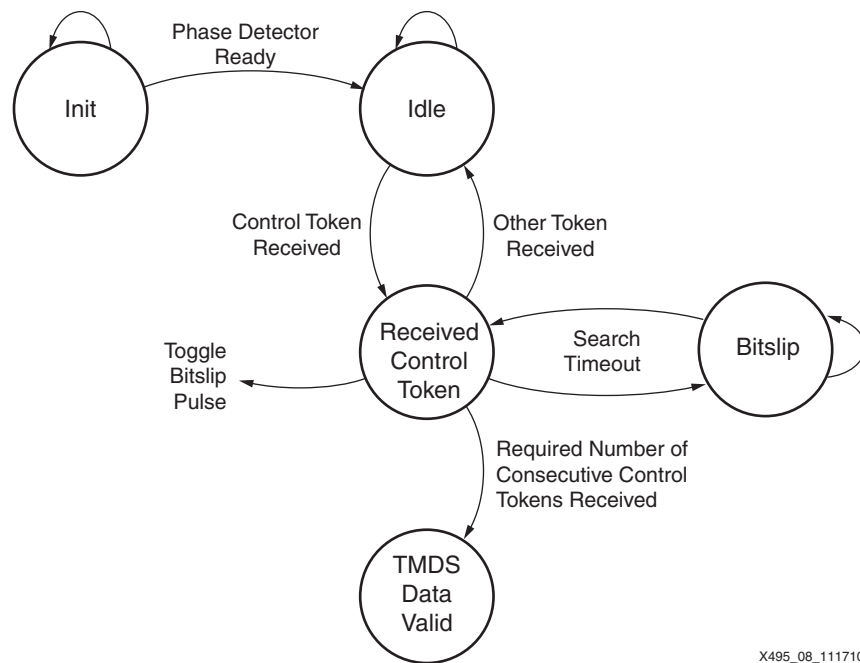 Phase Detector
Ready
Init
Idle
Control Token
Received
Other Token
Received
Toggle
Bitslip
Pulse
Received
Control
Token
Search
Timeout
Bitslip
Required Number of
Consecutive Control
Tokens Received
TMDS
Data
Valid
X495_08_111710